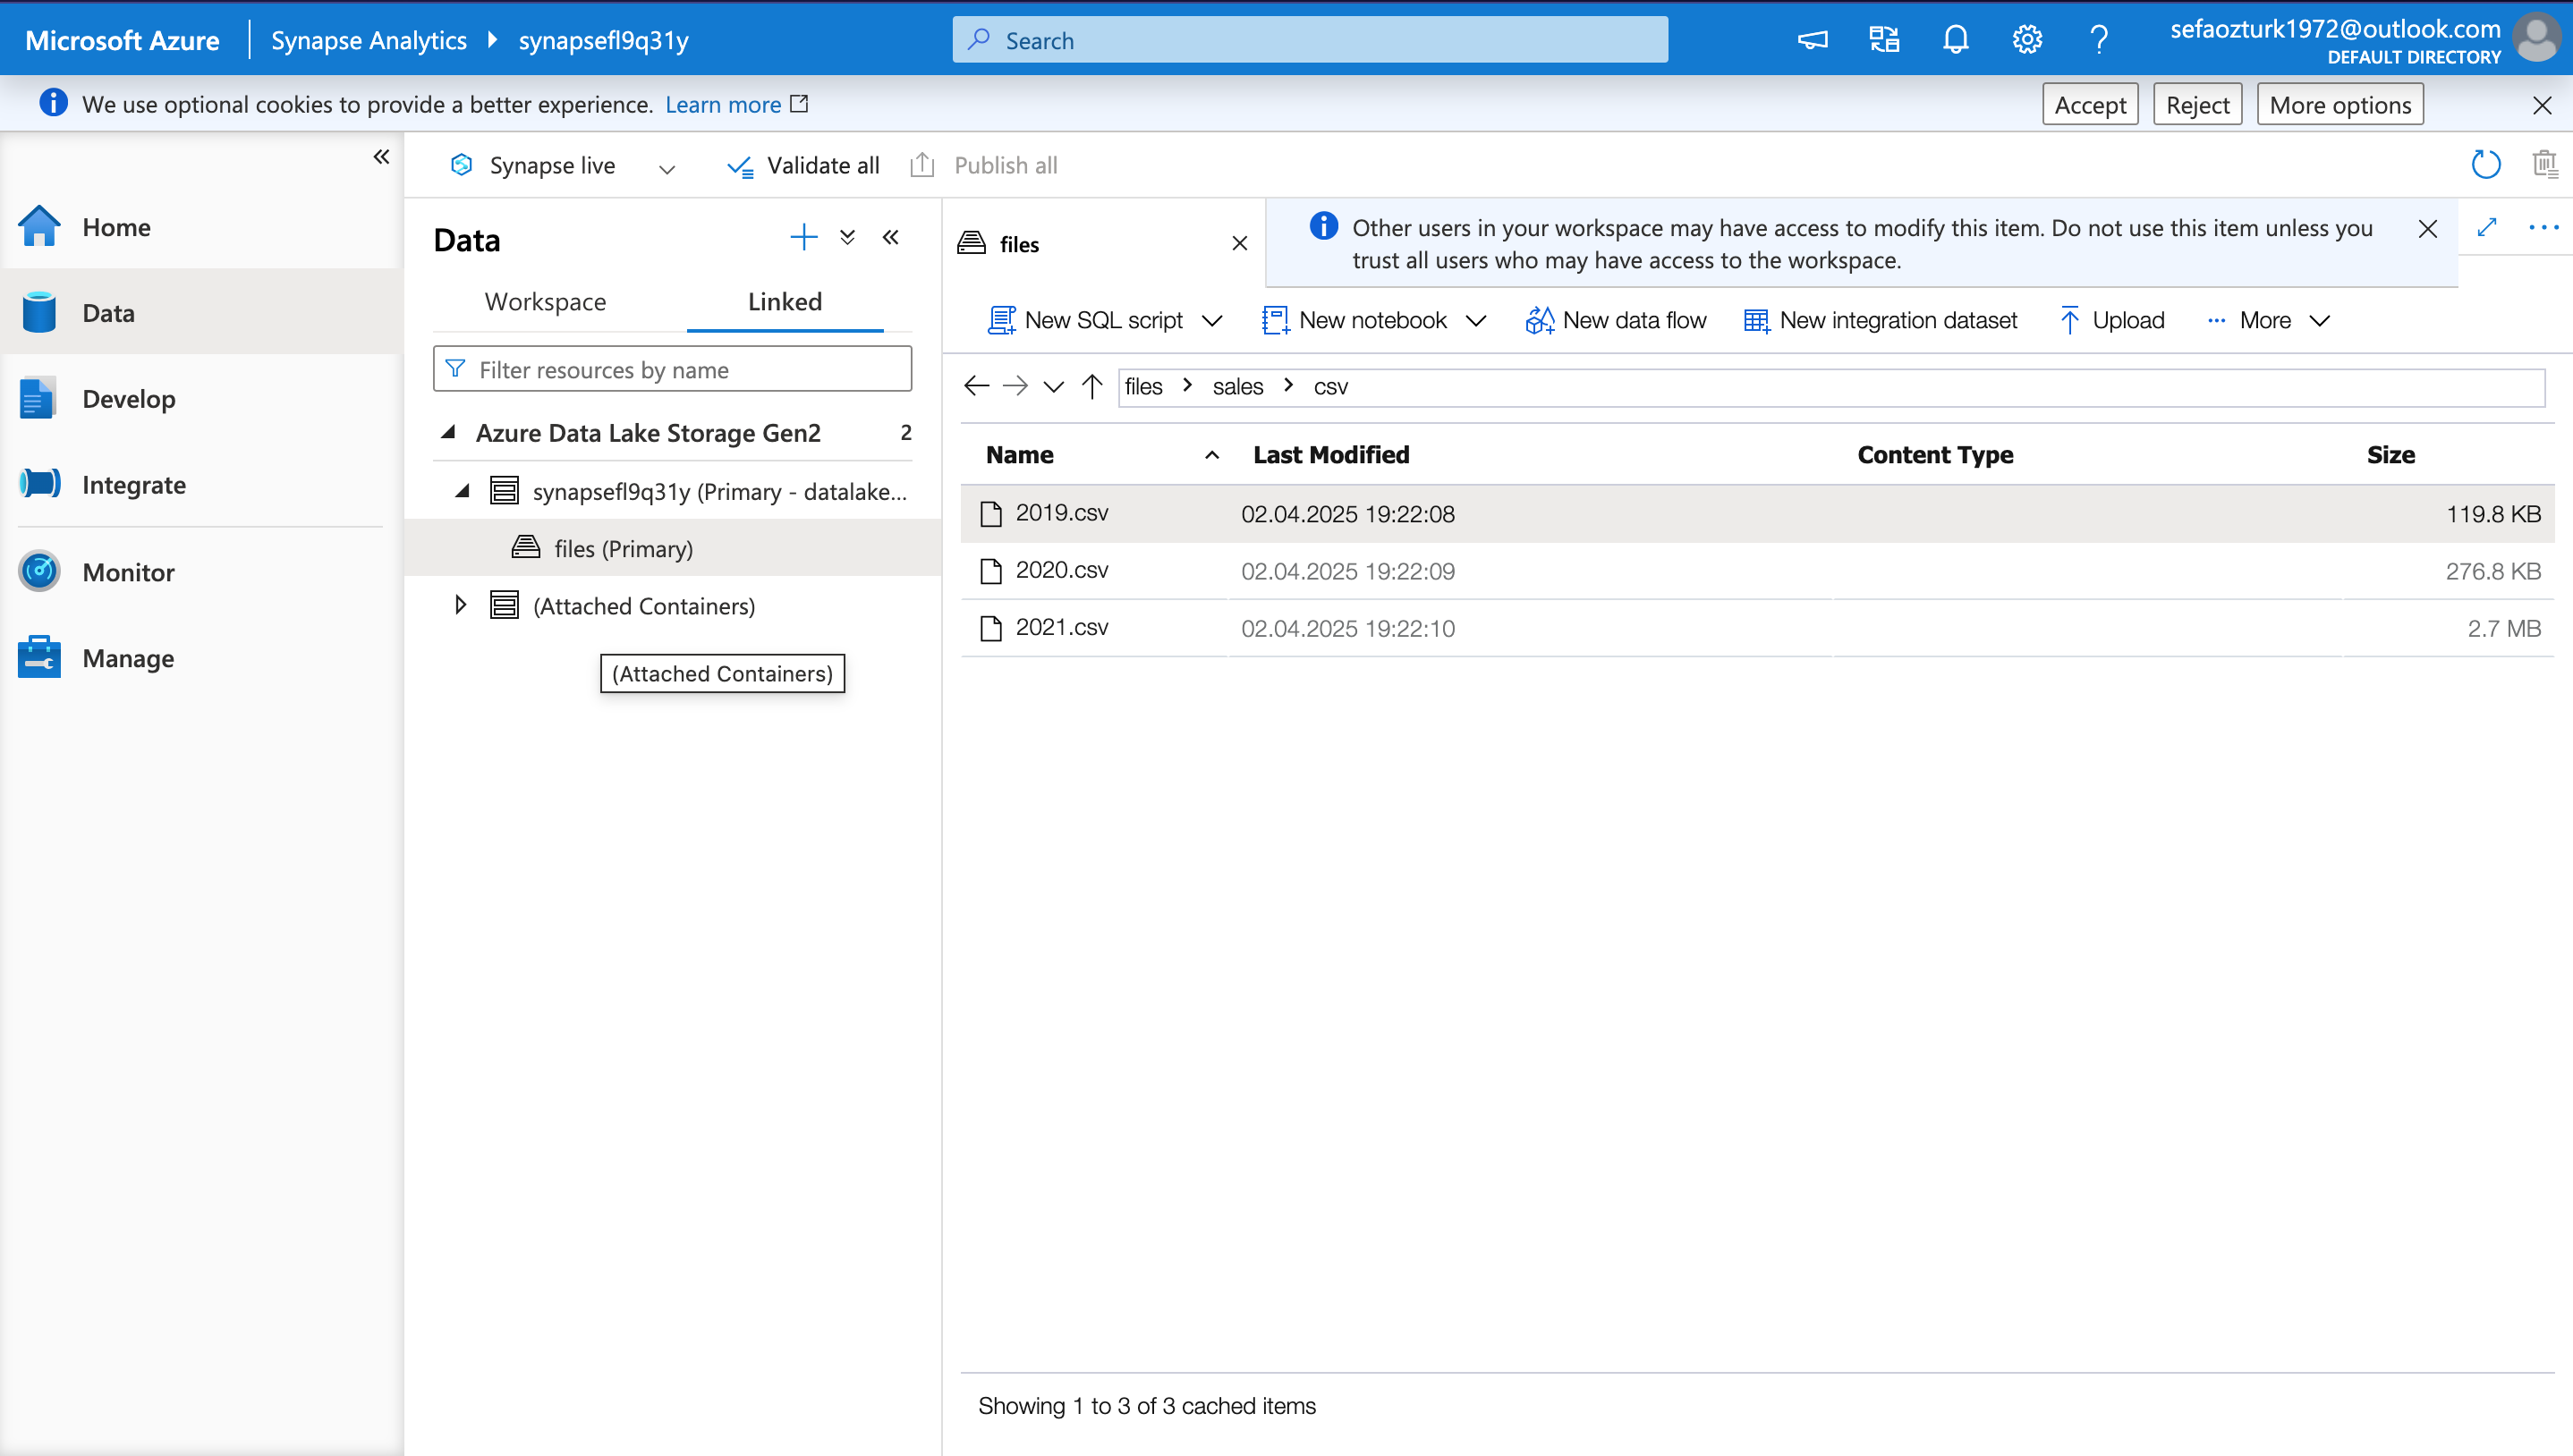 Microsoft Azure
Synapse Analytics
synapsefl9q31y
Search
sefaozturk1972@outlook.com
DEFAULT DIRECTORY
We use optional cookies to provide a better experience. Learn more
Accept
Reject
More options
Synapse live
Validate all
Publish all
Home
Data
Develop
Integrate
Monitor
Manage
Data
Workspace
Linked
Filter resources by name
Azure Data Lake Storage Gen2 2
synapsefl9q31y (Primary - datalake...
files (Primary)
(Attached Containers)
(Attached Containers)
files
Other users in your workspace may have access to modify this item. Do not use this item unless you
trust all users who may have access to the workspace.
New SQL script
New notebook
New data flow
New integration dataset
Upload
More
files > sales > csv
Name Last Modified Content Type Size
2019.csv 02.04.2025 19:22:08 119.8 KB
2020.csv 02.04.2025 19:22:09 276.8 KB
2021.csv 02.04.2025 19:22:10 2.7 MB
Showing 1 to 3 of 3 cached items